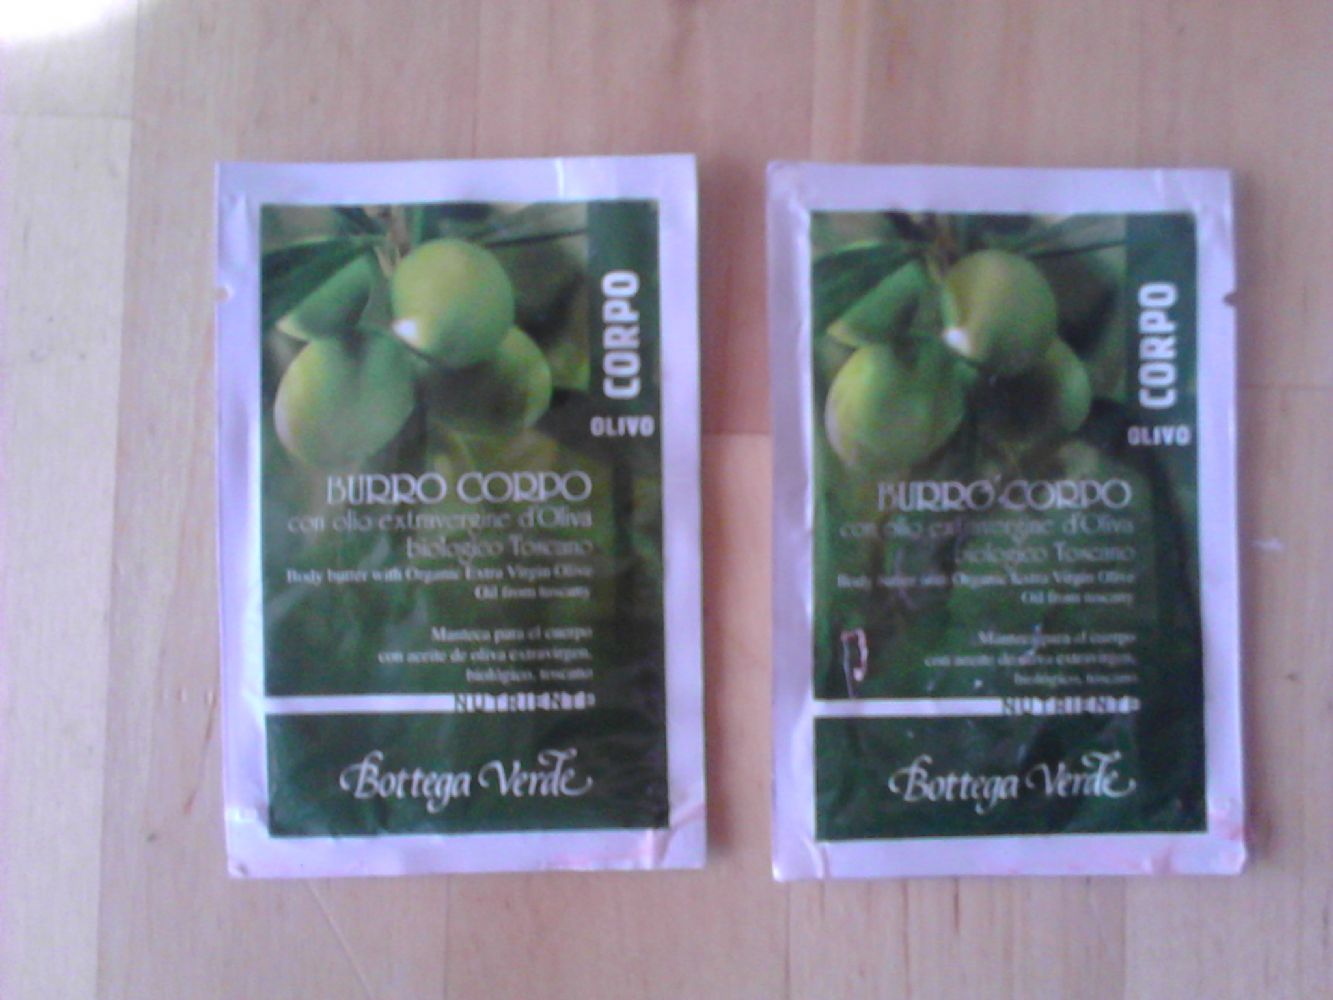 CORPO
OLIVO
BURRO CORPO
con olio extravergine d'Oliva
biologico Toscano
Body butter with Organic Extra Virgin Olive
Oil from tuscany
Manteca para el cuerpo
con aceite de oliva extravirgen,
biológico, toscano
NUTRIENTE
Bottega Verde
CORPO
OLIVO
BURRO CORPO
con olio extravergine d'Oliva
biologico Toscano
Body butter with Organic Extra Virgin Olive
Oil from tuscany
Manteca para el cuerpo
con aceite de oliva extravirgen,
biológico, toscano
NUTRIENTE
Bottega Verde